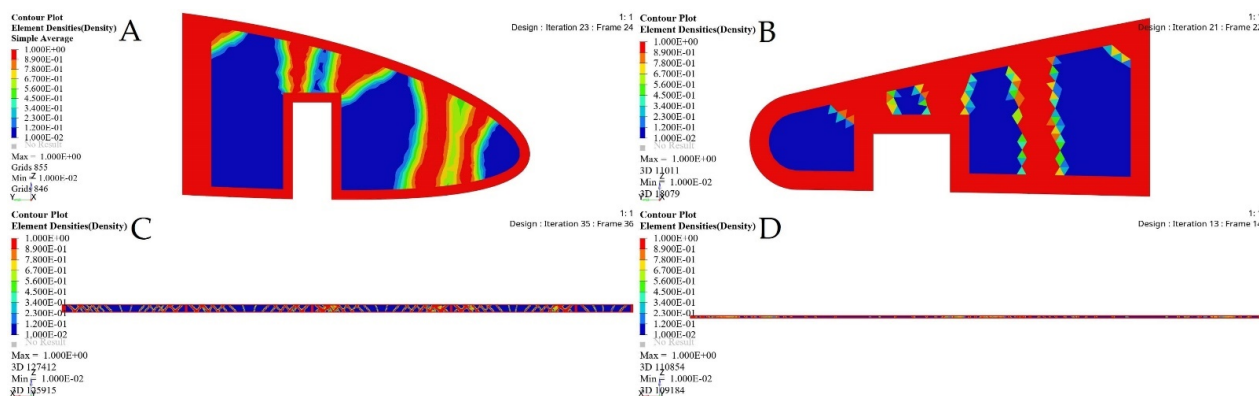 Contour Plot
Element Densities(Density)
Simple Average
1.000E+00
8.900E-01
7.800E-01
6.700E-01
5.600E-01
4.500E-01
3.400E-01
2.300E-01
1.200E-01
1.000E-02
No Result
Max = 1.000E+00
Grids 855
Min = 1.000E-02
Grids 846
Z
Y X
A
1: 1
Design : Iteration 23 : Frame 24
Contour Plot
Element Densities(Density)
1.000E+00
8.900E-01
7.800E-01
6.700E-01
5.600E-01
4.500E-01
3.400E-01
2.300E-01
1.200E-01
1.000E-02
No Result
Max = 1.000E+00
3D 11011
Min = 1.000E-02
Z
Y X
B
Design : Iteration 21 : Frame 22
Contour Plot
Element Densities(Density)
1.000E+00
8.900E-01
7.800E-01
6.700E-01
5.600E-01
4.500E-01
3.400E-01
2.300E-01
1.200E-01
1.000E-02
No Result
Max = 1.000E+00
3D 127412
Min = 1.000E-02
Z
X
C
1: 1
Design : Iteration 35 : Frame 36
Contour Plot
Element Densities(Density)
1.000E+00
8.900E-01
7.800E-01
6.700E-01
5.600E-01
4.500E-01
3.400E-01
2.300E-01
1.200E-01
1.000E-02
No Result
Max = 1.000E+00
3D 110854
Min = 1.000E-02
Z
X
D
Design : Iteration 13 : Frame 14